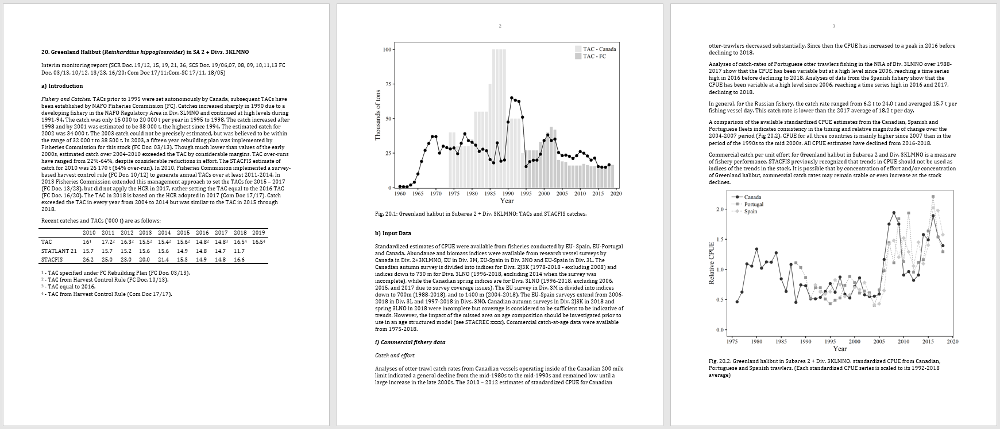 20. Greenland Halibut (Reinhardtius hippoglossoides) in SA 2 + Divs. 3KLMNO
Interim monitoring report (SCR Doc. 19/12, 15, 19, 21, 36; SCS Doc. 19/06,07, 08, 09, 10,11,13 FC
Doc. 03/13, 10/12, 13/23, 16/20; Com Doc 17/11;Com-SC 17/11, 18/05)
a) Introduction
Fishery and Catches: TACs prior to 1995 were set autonomously by Canada; subsequent TACs have
been established by NAFO Fisheries Commission (FC). Catches increased sharply in 1990 due to a
developing fishery in the NAFO Regulatory Area in Div. 3LMNO and continued at high levels during
1991-94. The catch was only 15 000 to 20 000 t per year in 1995 to 1998. The catch increased after
1998 and by 2001 was estimated to be 38 000 t, the highest since 1994. The estimated catch for
2002 was 34 000 t. The 2003 catch could not be precisely estimated, but was believed to be within
the range of 32 000 t to 38 500 t. In 2003, a fifteen year rebuilding plan was implemented by
Fisheries Commission for this stock (FC Doc. 03/13). Though much lower than values of the early
2000s, estimated catch over 2004-2010 exceeded the TAC by considerable margins. TAC over-runs
have ranged from 22%-64%, despite considerable reductions in effort. The STACFIS estimate of
catch for 2010 was 26 170 t (64% over-run). In 2010, Fisheries Commission implemented a survey-
based harvest control rule (FC Doc. 10/12) to generate annual TACs over at least 2011-2014. In
2013 Fisheries Commission extended this management approach to set the TACs for 2015 – 2017
(FC Doc. 13/23), but did not apply the HCR in 2017, rather setting the TAC equal to the 2016 TAC
(FC Doc. 16/20). The TAC in 2018 is based on the HCR adopted in 2017 (Com Doc 17/17). Catch
exceeded the TAC in every year from 2004 to 2014 but was similar to the TAC in 2015 through
2018.
Recent catches and TACs ('000 t) are as follows:
2010 2011 2012 2013 2014 2015 2016 2017 2018 2019
TAC 16¹ 17.2² 16.3² 15.5² 15.4² 15.6² 14.8² 14.8³ 16.5⁴ 16.5⁴
STATLANT 21 15.7 15.7 15.2 15.6 15.6 14.9 14.8 14.7 11.7
STACFIS 26.2 25.0 23.0 20.0 21.4 15.3 14.9 14.8 16.6
¹ - TAC specified under FC Rebuilding Plan (FC Doc. 03/13).
² - TAC from Harvest Control Rule (FC Doc. 10/13).
³ - TAC equal to 2016.
⁴ - TAC from Harvest Control Rule (Com Doc 17/17).
2
TAC - Canada
TAC - FC
Thousands of tons
100
75
50
25
0
1960 1965 1970 1975 1980 1985 1990 1995 2000 2005 2010 2015 2020
Year
Fig. 20.1: Greenland halibut in Subarea 2 + Div. 3KLMNO: TACs and STACFIS catches.
b) Input Data
Standardized estimates of CPUE were available from fisheries conducted by EU- Spain, EU-Portugal
and Canada. Abundance and biomass indices were available from research vessel surveys by
Canada in Div. 2+3KLMNO, EU in Div. 3M, EU-Spain in Div. 3NO and EU-Spain in Div. 3L. The
Canadian autumn survey is divided into indices for Divs. 2J3K (1978-2018 - excluding 2008) and
indices down to 730 m for Divs. 3LNO (1996-2018, excluding 2014 when the survey was
incomplete), while the Canadian spring indices are for Divs. 3LNO (1996-2018, excluding 2006,
2015, and 2017 due to survey coverage issues). The EU survey in Div. 3M is divided into indices
down to 700m (1988-2018), and to 1400 m (2004-2018). The EU-Spain surveys extend from 2006-
2018 in Div. 3L and 1997-2018 in Divs. 3NO. Canadian autumn surveys in Div. 2J3K in 2018 and
spring 3LNO in 2018 were incomplete but coverage is considered to be sufficient to be indicative of
trends. However, the impact of the missed area on age composition should be investigated prior to
use in an age structured model (see STACREC xxxx). Commercial catch-at-age data were available
from 1975-2018.
i) Commercial fishery data
Catch and effort
Analyses of otter trawl catch rates from Canadian vessels operating inside of the Canadian 200 mile
limit indicated a general decline from the mid-1980s to the mid-1990s and remained low until a
large increase in the late 2000s. The 2010 – 2012 estimates of standardized CPUE for Canadian
3
otter-trawlers decreased substantially. Since then the CPUE has increased to a peak in 2016 before
declining to 2018.
Analyses of catch-rates of Portuguese otter trawlers fishing in the NRA of Div. 3LMNO over 1988-
2017 show that the CPUE has been variable but at a high level since 2006, reaching a time series
high in 2016 before declining to 2018. Analyses of data from the Spanish fishery show that the
CPUE has been variable at a high level since 2006, reaching a time series high in 2016 and 2017,
declining to 2018.
In general, for the Russian fishery, the catch rate ranged from 6.2 t to 24.0 t and averaged 15.7 t per
fishing vessel day. This catch rate is lower than the 2017 average of 18.2 t per day.
A comparison of the available standardized CPUE estimates from the Canadian, Spanish and
Portuguese fleets indicates consistency in the timing and relative magnitude of change over the
2004-2007 period (Fig 20.2). CPUE for all three countries is mainly higher since 2007 than in the
period of the 1990s to the mid 2000s. All CPUE estimates have declined from 2016-2018.
Commercial catch per unit effort for Greenland halibut in Subarea 2 and Div. 3KLMNO is a measure
of fishery performance. STACFIS previously recognized that trends in CPUE should not be used as
indices of the trends in the stock. It is possible that by concentration of effort and/or concentration
of Greenland halibut, commercial catch rates may remain stable or even increase as the stock
declines.
Canada
Portugal
Spain
Relative CPUE
2.0
1.5
1.0
0.5
0.0
1975 1980 1985 1990 1995 2000 2005 2010 2015 2020
Year
Fig. 20.2: Greenland halibut in Subarea 2 + Div. 3KLMNO: standardized CPUE from Canadian,
Portuguese and Spanish trawlers. (Each standardized CPUE series is scaled to its 1992-2018
average)